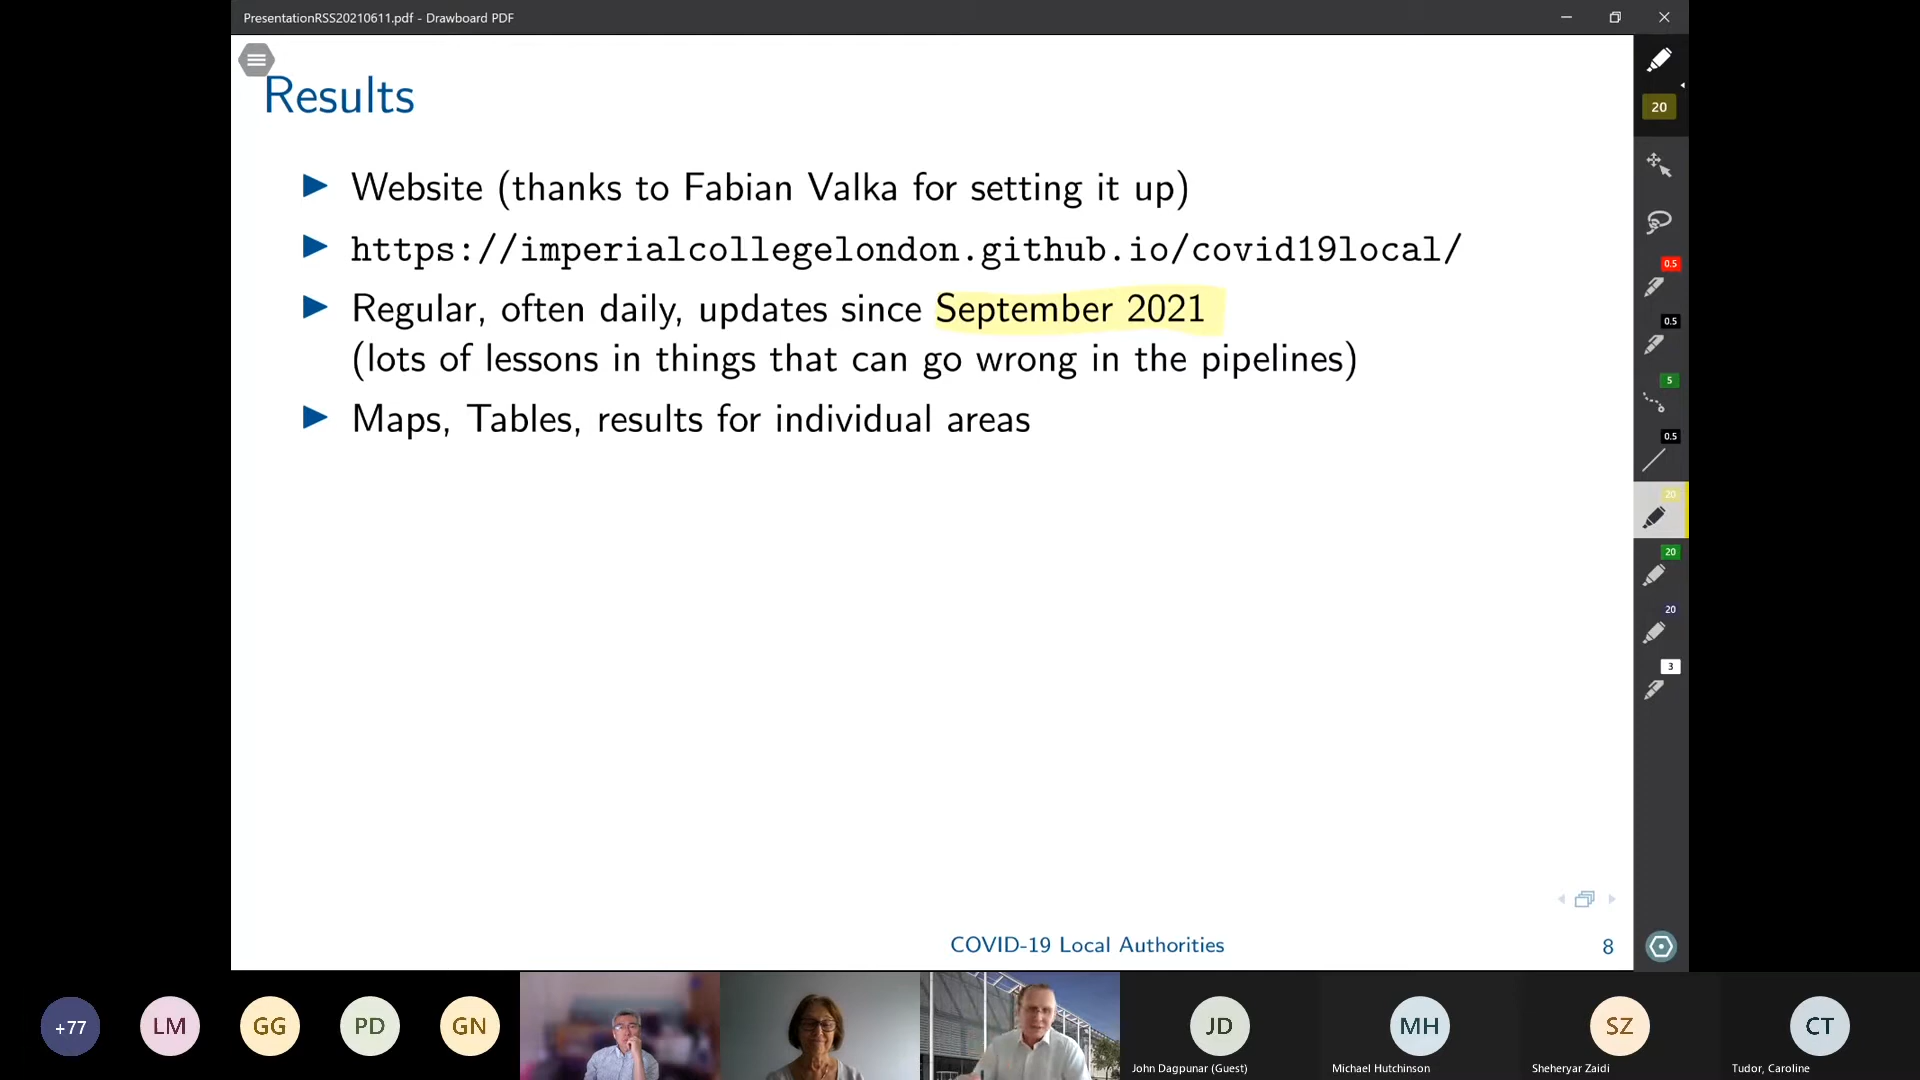 PresentationRSS20210611.pdf - Drawboard PDF
Results
20
Website (thanks to Fabian Valka for setting it up)
https://imperialcollegelondon.github.io/covid19local/
Regular, often daily, updates since September 2021
(lots of lessons in things that can go wrong in the pipelines)
Maps, Tables, results for individual areas
0.5
0.5
5
0.5
20
20
20
3
COVID-19 Local Authorities
8
+77
LM
GG
PD
GN
JD
MH
SZ
CT
John Dagpunar (Guest)
Michael Hutchinson
Sheheryar Zaidi
Tudor, Caroline